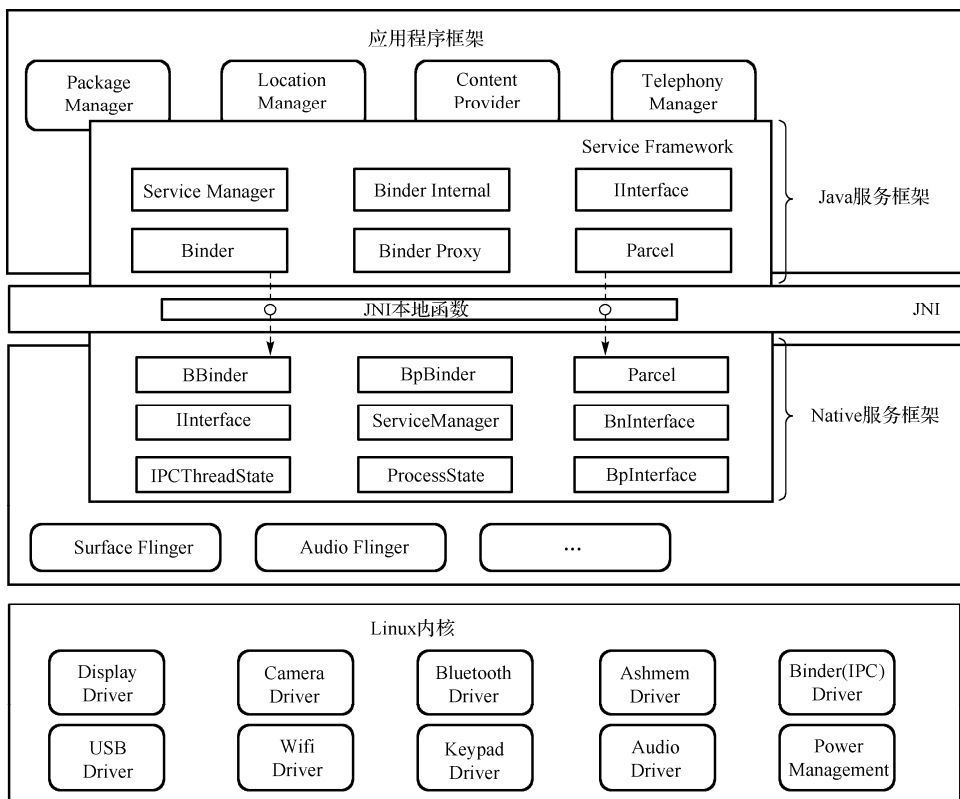 应用程序框架
Package
Manager
Location
Manager
Content
Provider
Telephony
Manager
Service Framework
Service Manager
Binder Internal
IInterface
Java服务框架
Binder
Binder Proxy
Parcel
JNI本地函数
JNI
BBinder
BpBinder
Parcel
IInterface
ServiceManager
BnInterface
Native服务框架
IPCThreadState
ProcessState
BpInterface
Surface Flinger
Audio Flinger
...
Linux内核
Display
Driver
Camera
Driver
Bluetooth
Driver
Ashmem
Driver
Binder(IPC)
Driver
USB
Driver
Wifi
Driver
Keypad
Driver
Audio
Driver
Power
Management